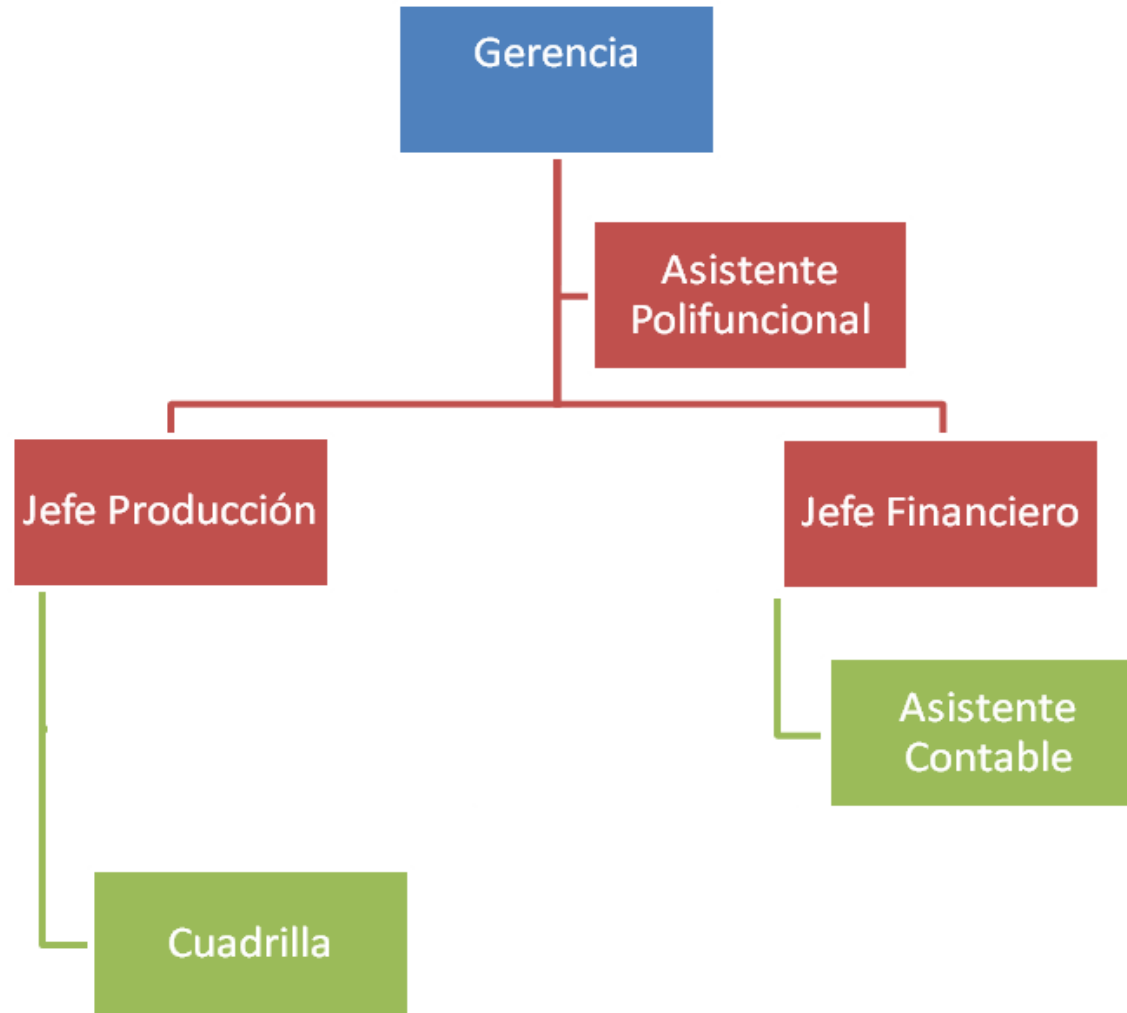 Gerencia
Asistente
Polifuncional
Jefe Producción
Jefe Financiero
Asistente
Contable
Cuadrilla